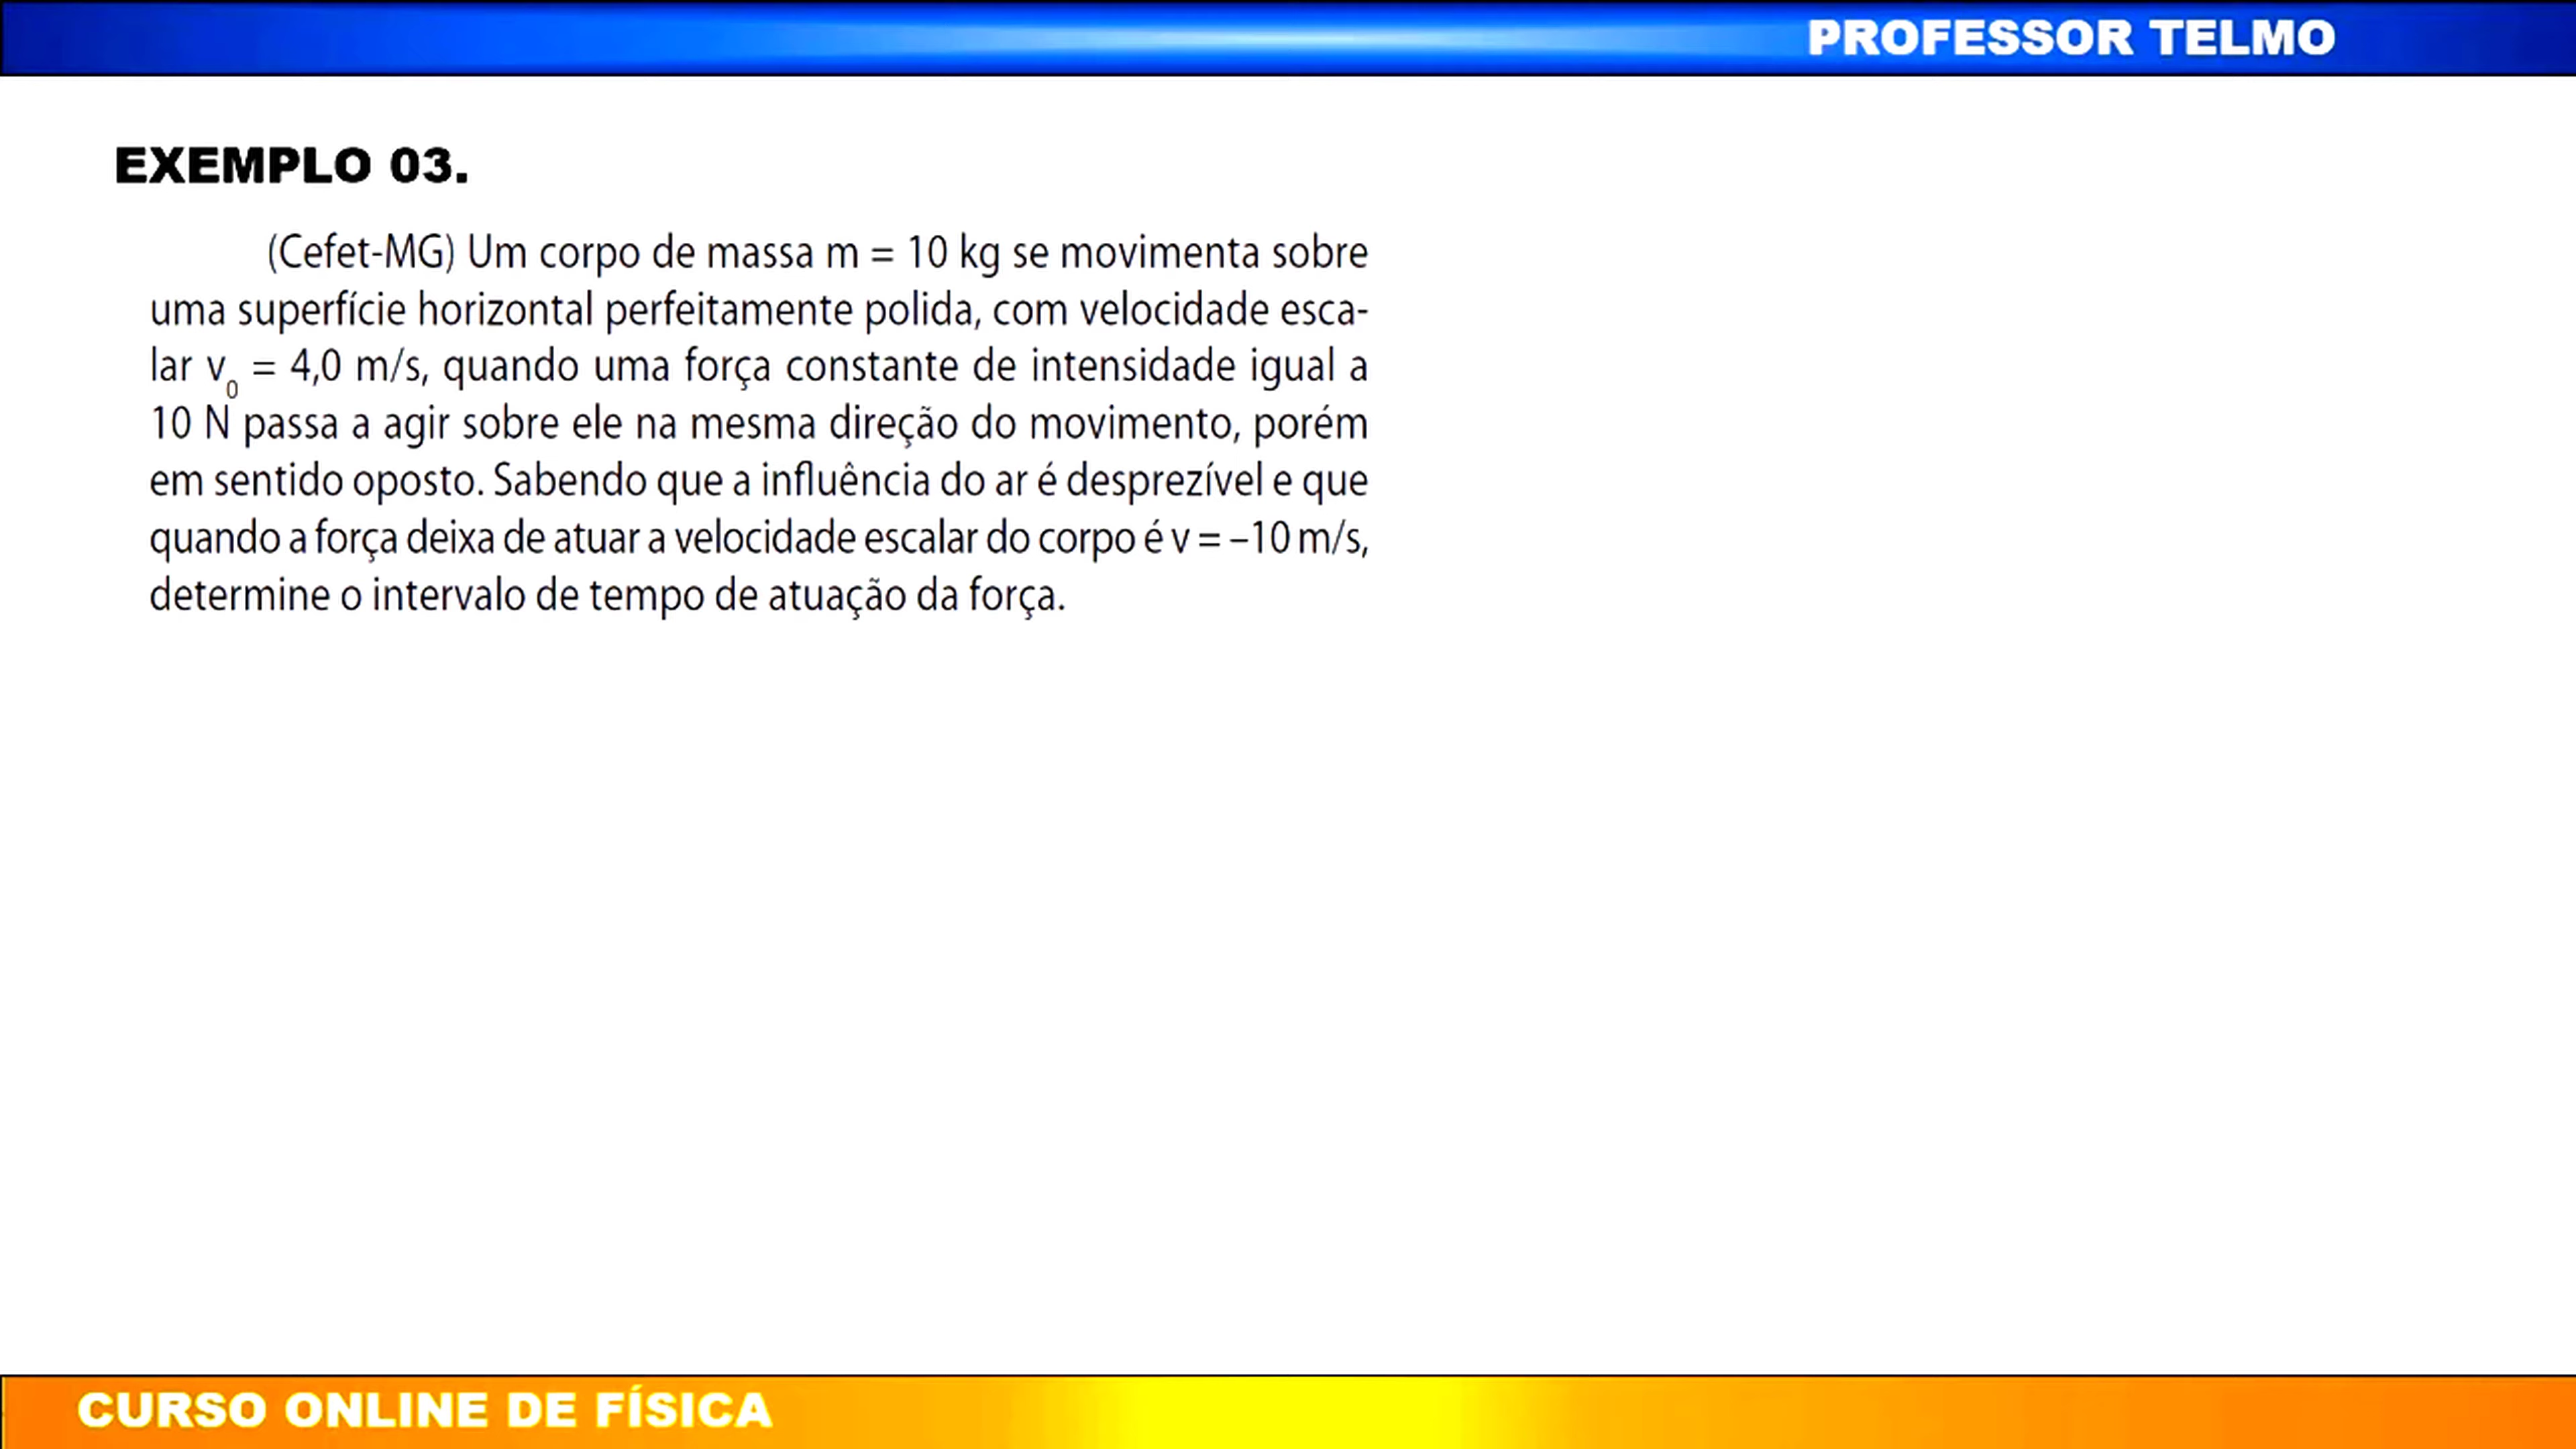 PROFESSOR TELMO
EXEMPLO 03.
(Cefet-MG) Um corpo de massa m = 10 kg se movimenta sobre
uma superfície horizontal perfeitamente polida, com velocidade esca-
lar v₀ = 4,0 m/s, quando uma força constante de intensidade igual a
10 N passa a agir sobre ele na mesma direção do movimento, porém
em sentido oposto. Sabendo que a influência do ar é desprezível e que
quando a força deixa de atuar a velocidade escalar do corpo é v = –10 m/s,
determine o intervalo de tempo de atuação da força.
CURSO ONLINE DE FÍSICA